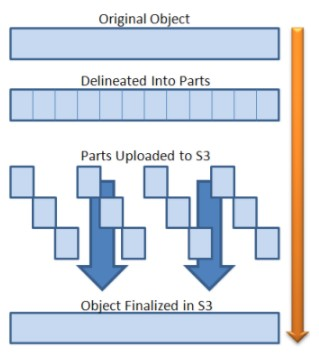 Original Object
Delineated Into Parts
Parts Uploaded to S3
Object Finalized in S3